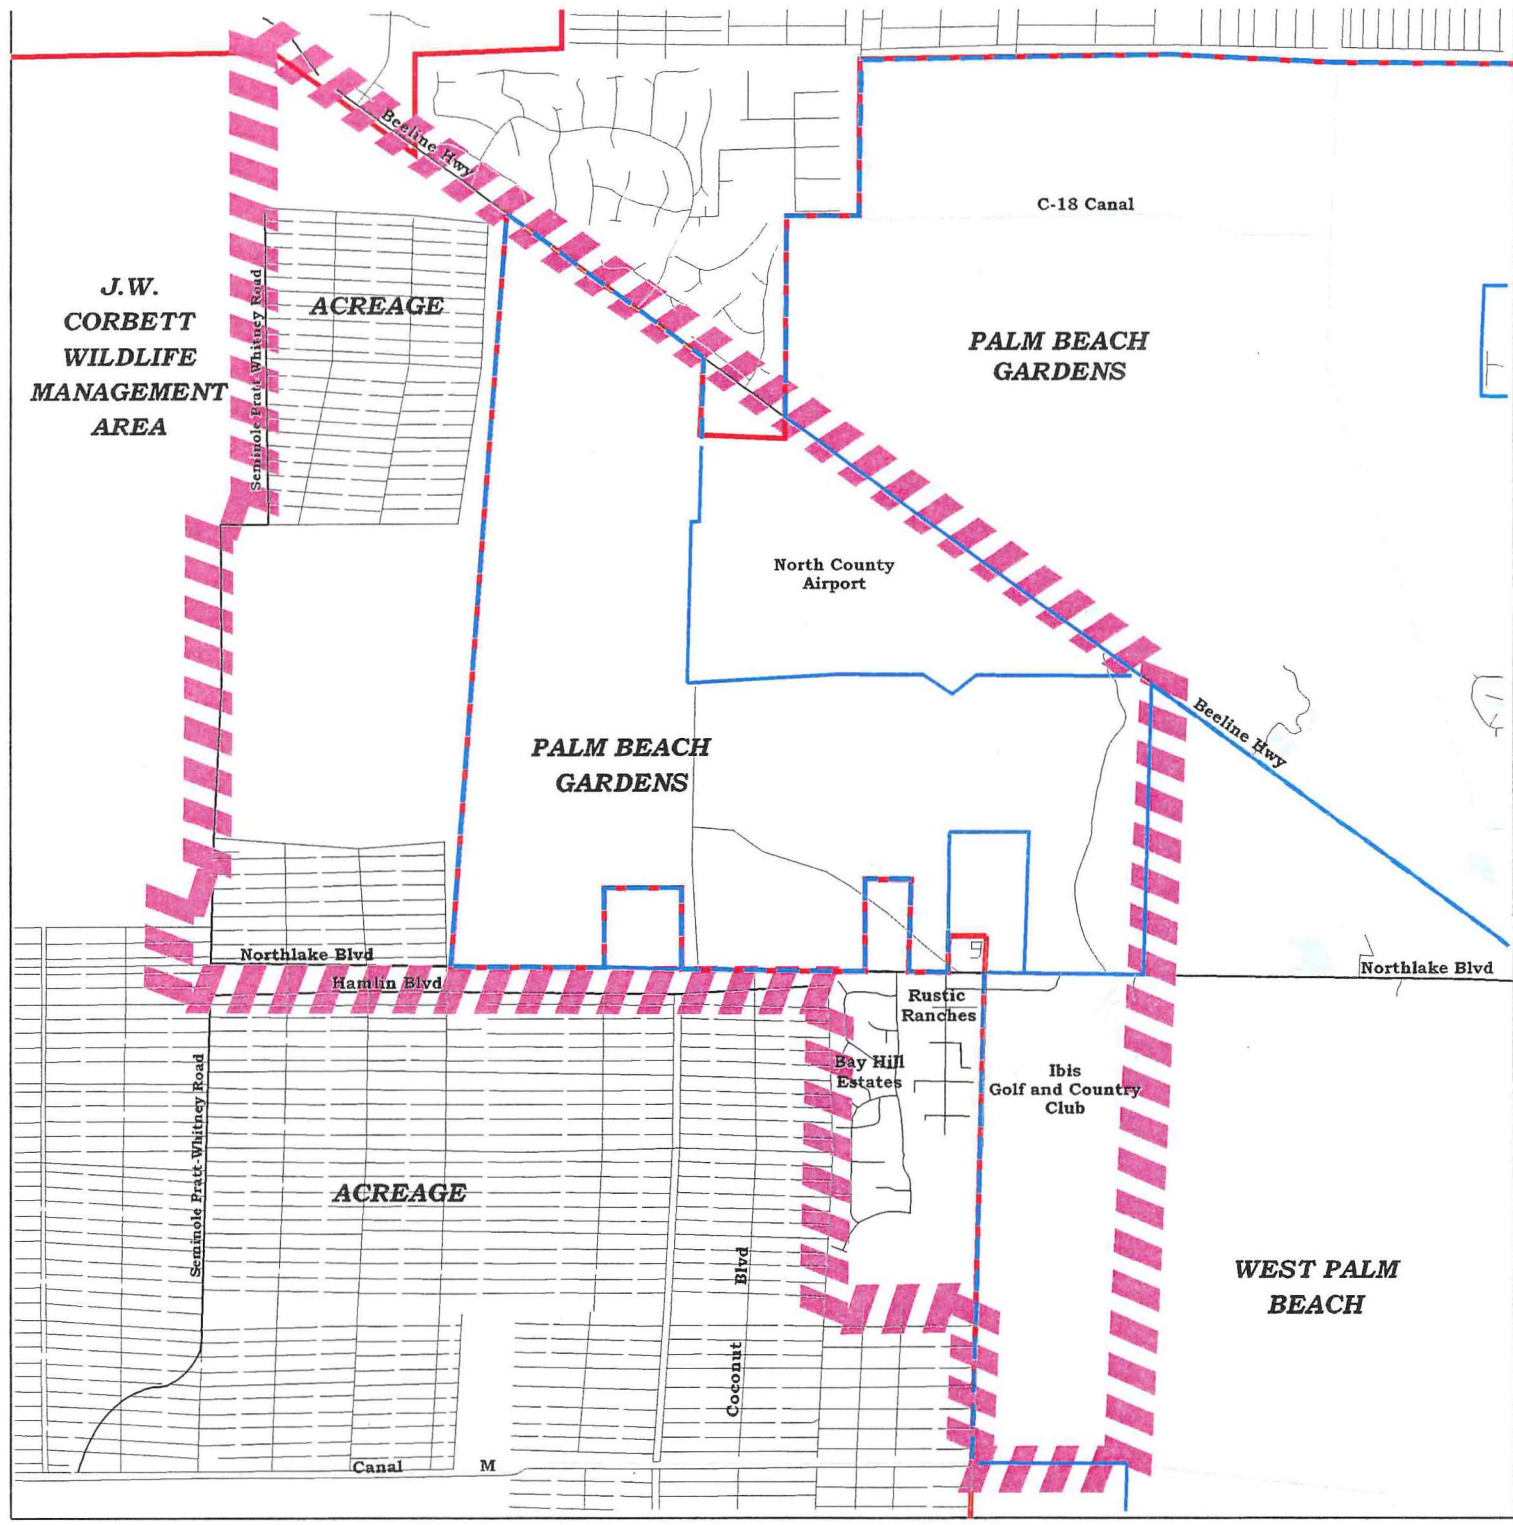 Beeline Hwy
C-18 Canal
J.W.
CORBETT
WILDLIFE
MANAGEMENT
AREA
Seminole Pratt-Whitney Road
ACREAGE
PALM BEACH
GARDENS
North County
Airport
PALM BEACH
GARDENS
Beeline Hwy
Northlake Blvd
Hamlin Blvd
Northlake Blvd
Rustic
Ranches
Bay Hill
Estates
Ibis
Golf and Country
Club
Seminole Pratt-Whitney Road
ACREAGE
Coconut Blvd
WEST PALM
BEACH
Canal M